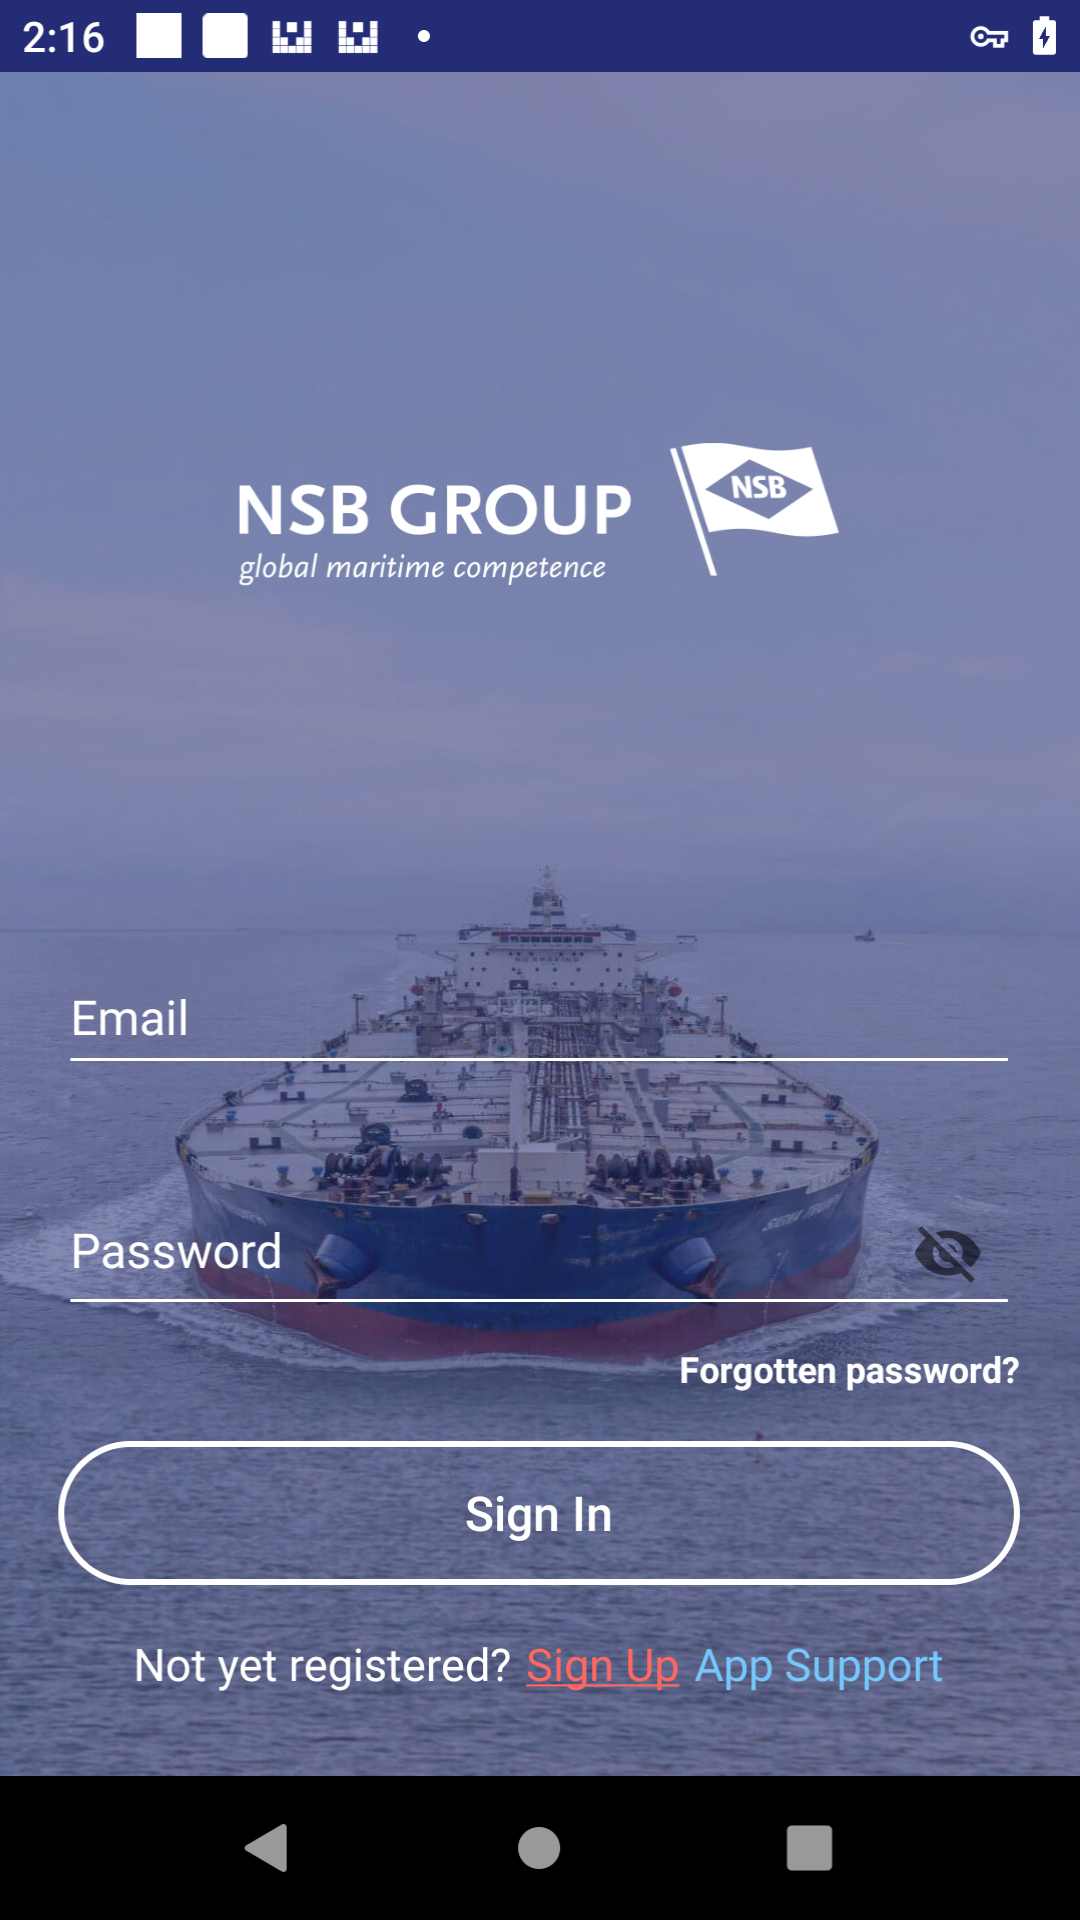 2:16
NSB GROUP
global maritime competence
NSB
Email
Password
Forgotten password?
Sign In
Not yet registered? Sign Up App Support